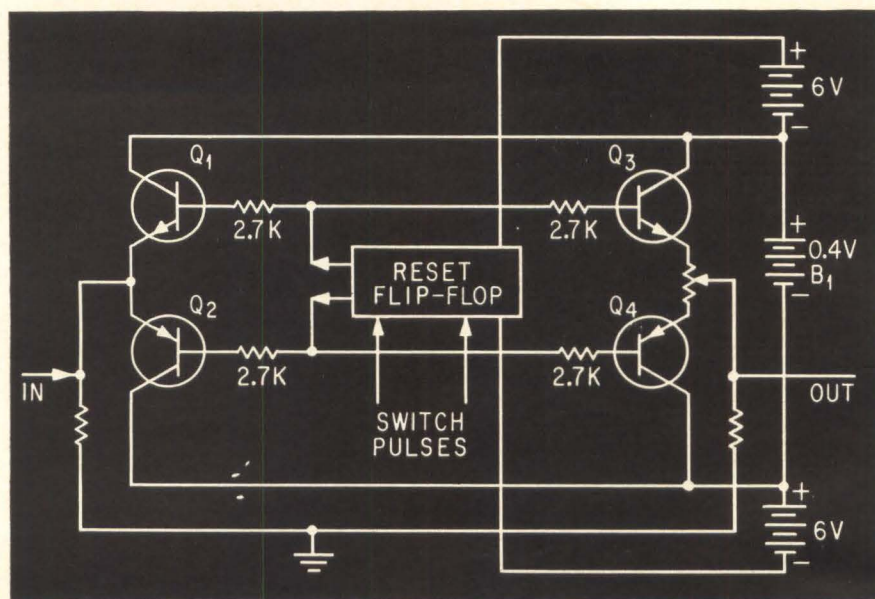 +
6V
-
Q1
Q3
2.7K
2.7K
+
0.4V
B1
-
RESET
FLIP-FLOP
Q2
Q4
2.7K
2.7K
IN
OUT
SWITCH
PULSES
+
6V
-